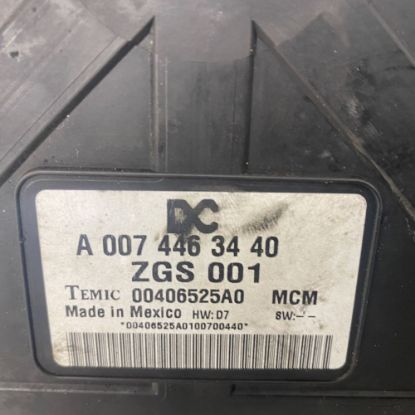 DC
A 007 446 34 40
ZGS 001
TEMIC 00406525A0 MCM
Made in Mexico HW: D7 SW:--
*00406525A0100700440*